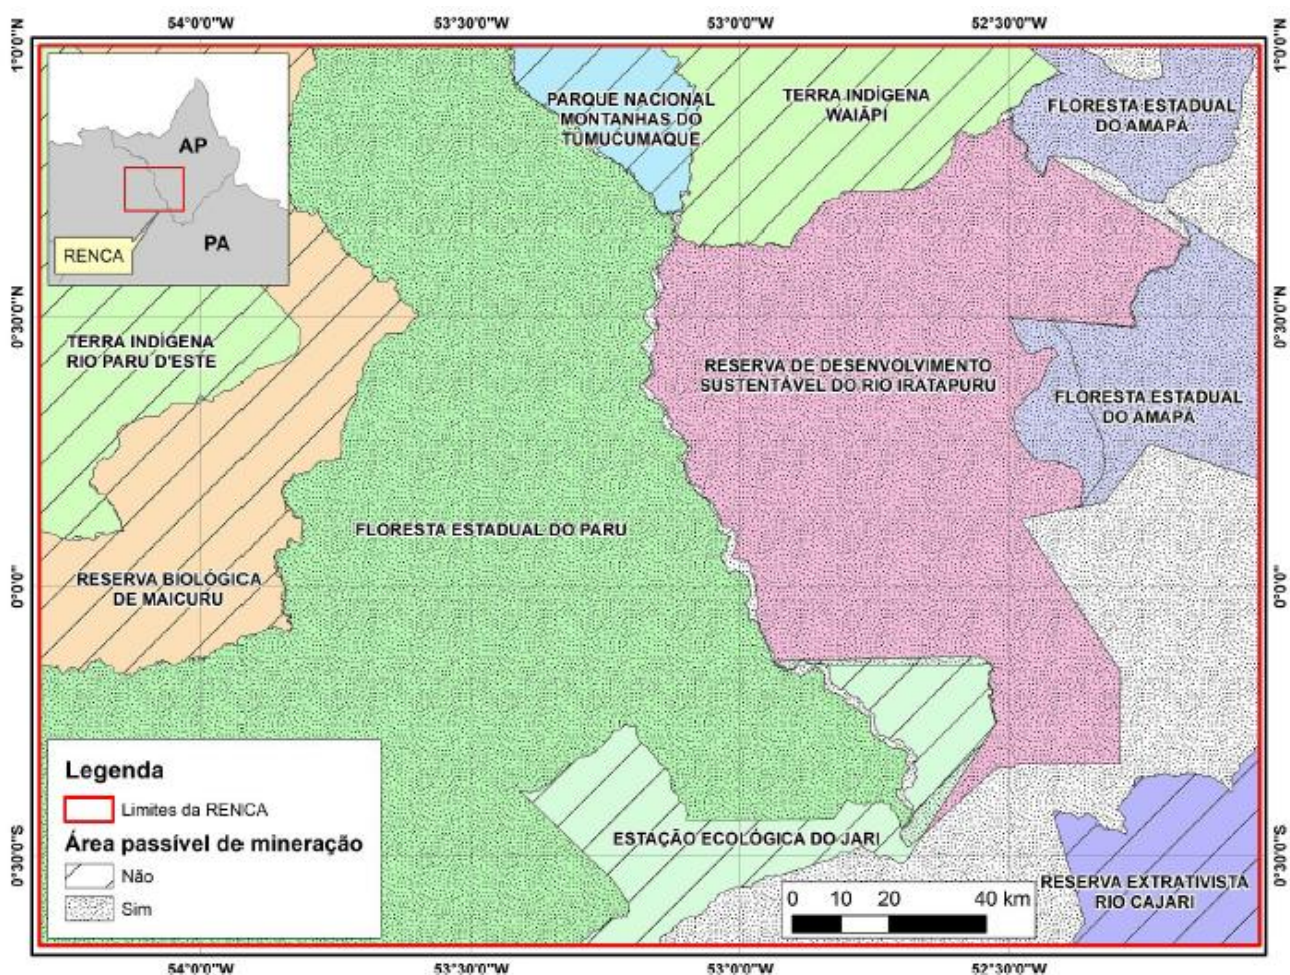 54°0'0"W
53°30'0"W
53°0'0"W
52°30'0"W
1°0'0"N
1°0'0"N
AP
PA
RENCA
PARQUE NACIONAL
MONTANHAS DO
TUMUCUMAQUE
TERRA INDÍGENA
WAIÃPI
FLORESTA ESTADUAL
DO AMAPÁ
0°30'0"N
0°30'0"N
TERRA INDÍGENA
RIO PARU D'ESTE
RESERVA DE DESENVOLVIMENTO
SUSTENTÁVEL DO RIO IRATAPURU
FLORESTA ESTADUAL
DO AMAPÁ
FLORESTA ESTADUAL DO PARU
RESERVA BIOLÓGICA
DE MAICURU
0°0'0"
0°0'0"
Legenda
Limites da RENCA
Área passível de mineração
Não
Sim
ESTAÇÃO ECOLÓGICA DO JARI
0°30'0"S
0°30'0"S
RESERVA EXTRATIVISTA
RIO CAJARI
0 10 20 40 km
54°0'0"W
53°30'0"W
53°0'0"W
52°30'0"W